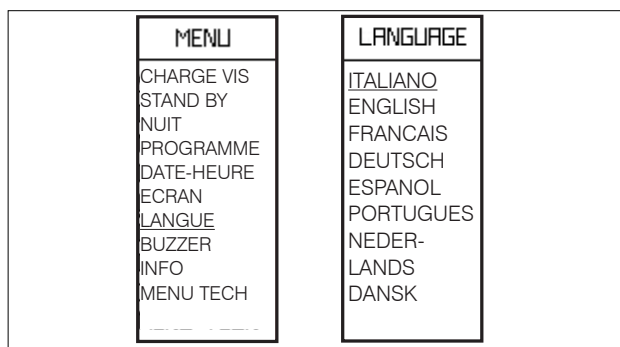 MENU
CHARGE VIS
STAND BY
NUIT
PROGRAMME
DATE-HEURE
ECRAN
LANGUE
BUZZER
INFO
MENU TECH
LANGUAGE
ITALIANO
ENGLISH
FRANCAIS
DEUTSCH
ESPANOL
PORTUGUES
NEDER-
LANDS
DANSK